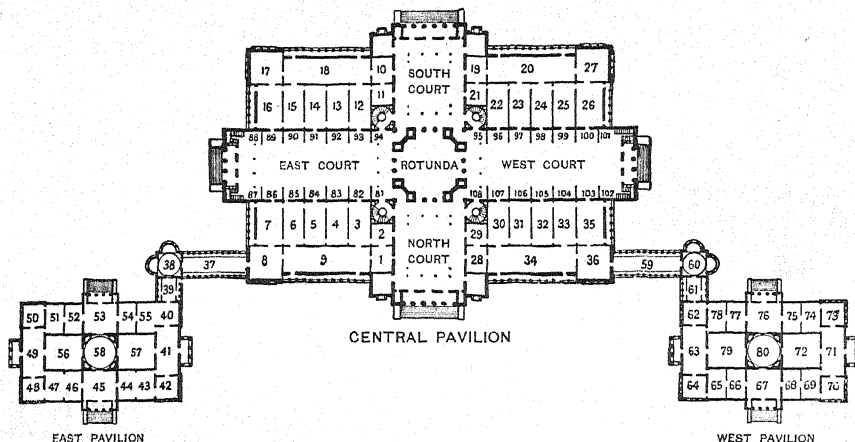 17 18 10 SOUTH 19 20 27
COURT
11 21
16 15 14 13 12 22 23 24 25 26
88 89 90 91 92 93 94 95 96 97 98 99 100 101
EAST COURT ROTUNDA WEST COURT
87 86 85 84 83 82 81 108 107 106 105 104 103 102
7 6 5 4 3 2 29 30 31 32 33 35
NORTH
COURT
38 37 8 9 1 28 34 36 59 60
39 61
50 51 52 53 54 55 40 62 78 77 76 75 74 73
CENTRAL PAVILION
49 56 58 57 41 63 79 80 72 71
48 47 46 45 44 43 42 64 65 66 67 68 69 70
EAST PAVILION WEST PAVILION